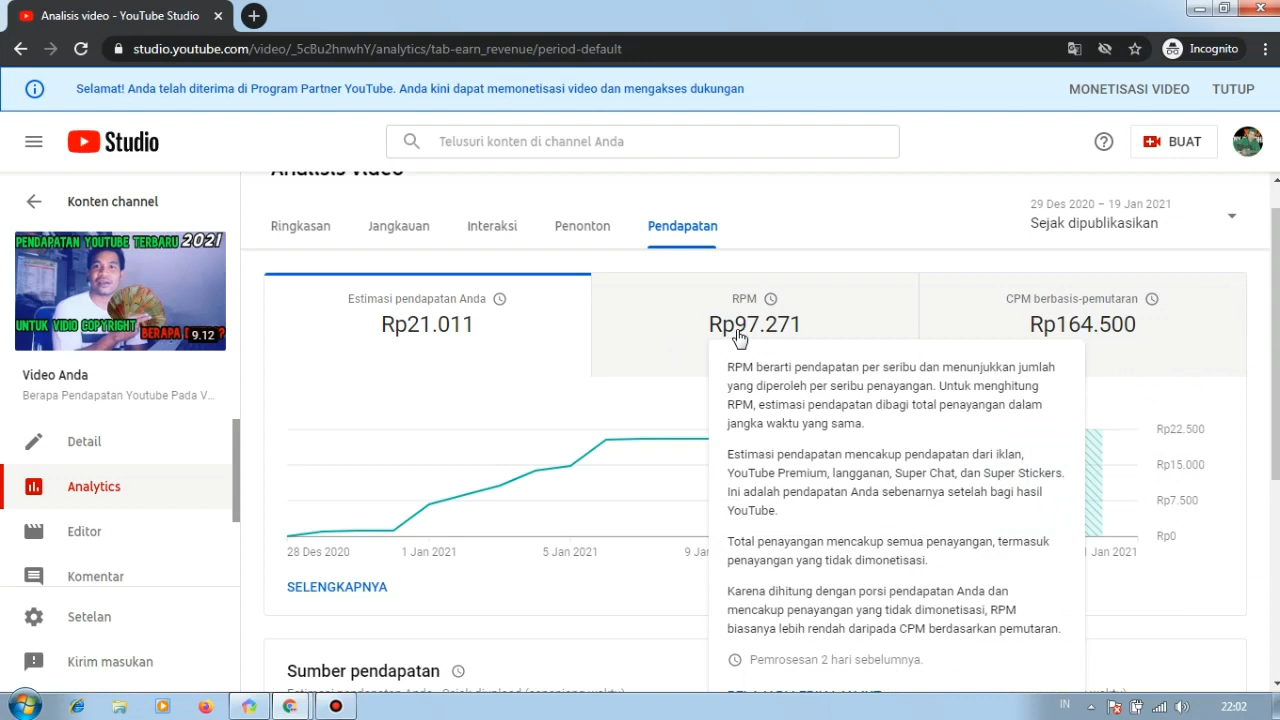 Analisis video - YouTube Studio
studio.youtube.com/video/_5cBu2hnwhY/analytics/tab-earn_revenue/period-default
Incognito
Selamat! Anda telah diterima di Program Partner YouTube. Anda kini dapat memonetisasi video dan mengakses dukungan
MONETISASI VIDEO
TUTUP
Studio
Telusuri konten di channel Anda
BUAT
Konten channel
PENDAPATAN YOUTUBE TERBARU 2021
UNTUK VIDIO COPYRIGHT BERAPA
?
9.12
Video Anda
Berapa Pendapatan Youtube Pada V...
Detail
Analytics
Editor
Komentar
Setelan
Kirim masukan
Analisis video
29 Des 2020 – 19 Jan 2021
Sejak dipublikasikan
Ringkasan
Jangkauan
Interaksi
Penonton
Pendapatan
Estimasi pendapatan Anda
Rp21.011
RPM
Rp97.271
CPM berbasis-pemutaran
Rp164.500
RPM berarti pendapatan per seribu dan menunjukkan jumlah
yang diperoleh per seribu penayangan. Untuk menghitung
RPM, estimasi pendapatan dibagi total penayangan dalam
jangka waktu yang sama.
Estimasi pendapatan mencakup pendapatan dari iklan,
YouTube Premium, langganan, Super Chat, dan Super Stickers.
Ini adalah pendapatan Anda sebenarnya setelah bagi hasil
YouTube.
Total penayangan mencakup semua penayangan, termasuk
penayangan yang tidak dimonetisasi.
Karena dihitung dengan porsi pendapatan Anda dan
mencakup penayangan yang tidak dimonetisasi, RPM
biasanya lebih rendah daripada CPM berdasarkan pemutaran.
Pemrosesan 2 hari sebelumnya.
Rp22.500
Rp15.000
Rp7.500
Rp0
28 Des 2020
1 Jan 2021
5 Jan 2021
9 Jan
Jan 2021
SELENGKAPNYA
Sumber pendapatan
IN
22:02